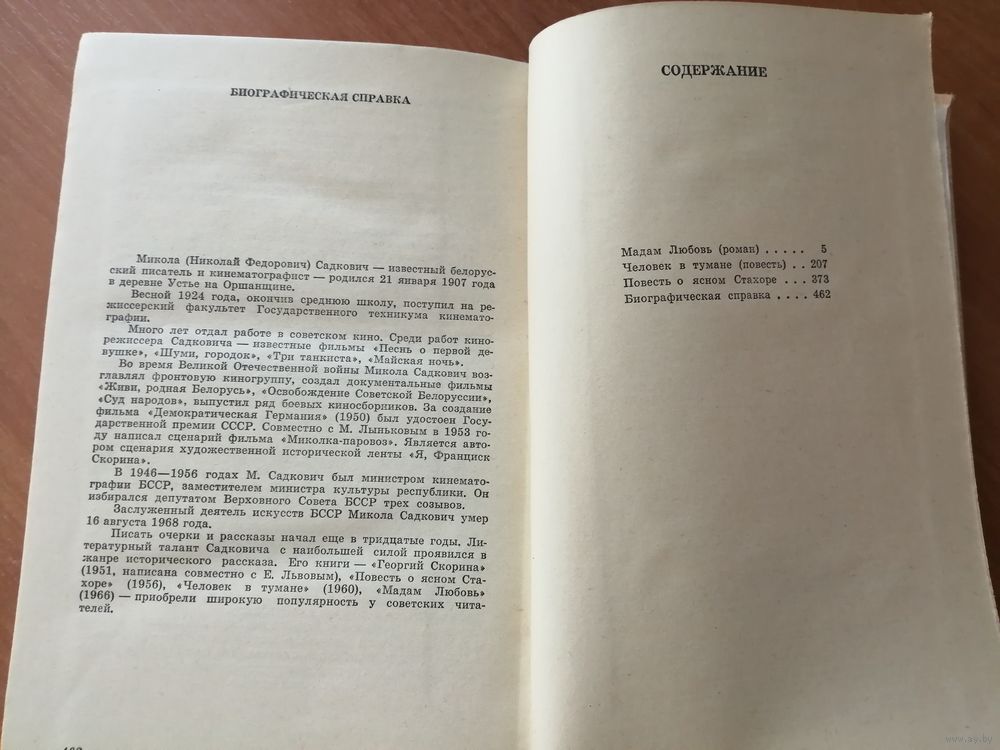 БИОГРАФИЧЕСКАЯ СПРАВКА
Микола (Николай Федорович) Садкович — известный белорус-
ский писатель и кинематографист — родился 21 января 1907 года
в деревне Устье на Оршанщине.
Весной 1924 года, окончив среднюю школу, поступил на ре-
жиссерский факультет Государственного техникума кинемато-
графии.
Много лет отдал работе в советском кино. Среди работ кино-
режиссера Садковича — известные фильмы «Песнь о первой де-
вушке», «Шуми, городок», «Три танкиста», «Майская ночь».
Во время Великой Отечественной войны Микола Садкович воз-
главлял фронтовую киногруппу, создал документальные фильмы
«Живи, родная Белорусь», «Освобождение Советской Белоруссии»,
«Суд народов», выпустил ряд боевых киносборников. За создание
фильма «Демократическая Германия» (1950) был удостоен Госу-
дарственной премии СССР. Совместно с М. Лыньковым в 1953 го-
ду написал сценарий фильма «Миколка-паровоз». Является авто-
ром сценария художественной исторической ленты «Я, Франциск
Скорина».
В 1946—1956 годах М. Садкович был министром кинемато-
графии БССР, заместителем министра культуры республики. Он
избирался депутатом Верховного Совета БССР трех созывов.
Заслуженный деятель искусств БССР Микола Садкович умер
16 августа 1968 года.
Писать очерки и рассказы начал еще в тридцатые годы. Ли-
тературный талант Садковича с наибольшей силой проявился в
жанре исторического рассказа. Его книги — «Георгий Скорина»
(1951, написана совместно с Е. Львовым), «Повесть о ясном Ста-
хоре» (1956), «Человек в тумане» (1960), «Мадам Любовь»
(1966) — приобрели широкую популярность у советских чита-
телей.
СОДЕРЖАНИЕ
Мадам Любовь (роман) . . . . . 5
Человек в тумане (повесть) . . 207
Повесть о ясном Стахоре . . . 373
Биографическая справка . . . . 462
www.ay.by